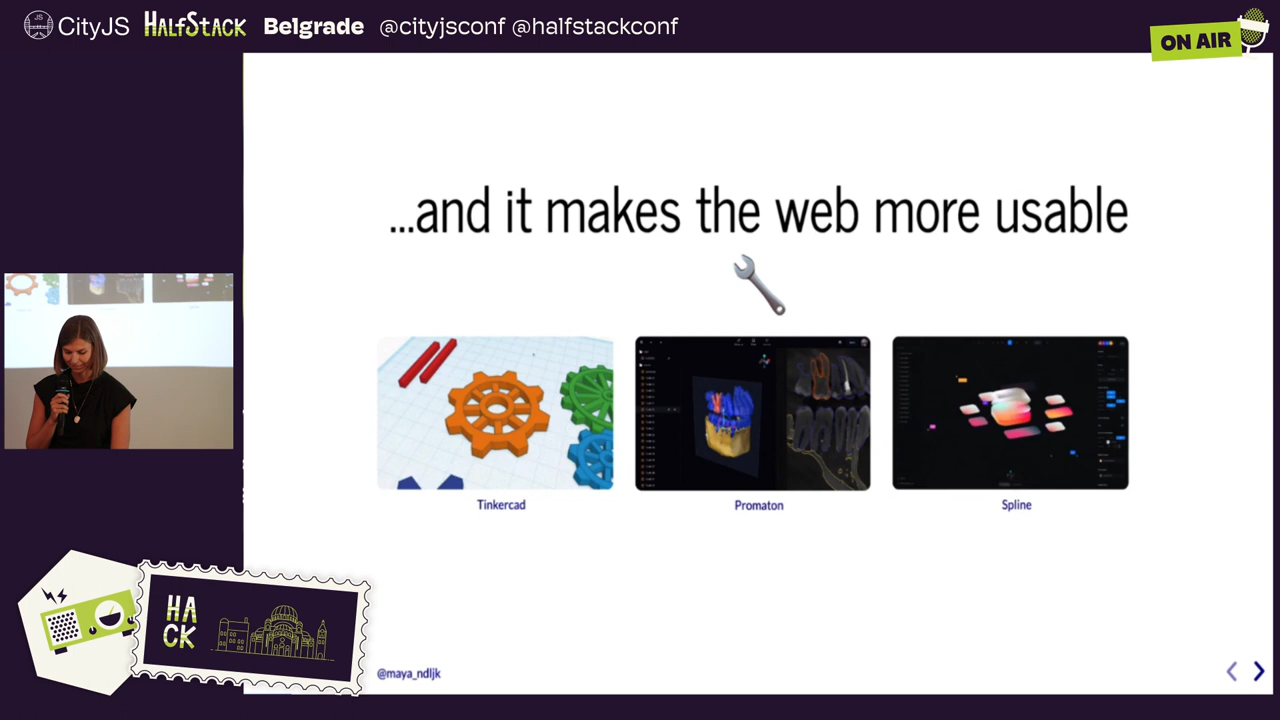 JS
CityJS HALFSTACK Belgrade @cityjsconf @halfstackconf
ON AIR
...and it makes the web more usable
Tinkercad
Promaton
Spline
HA
CK
@maya_ndljk